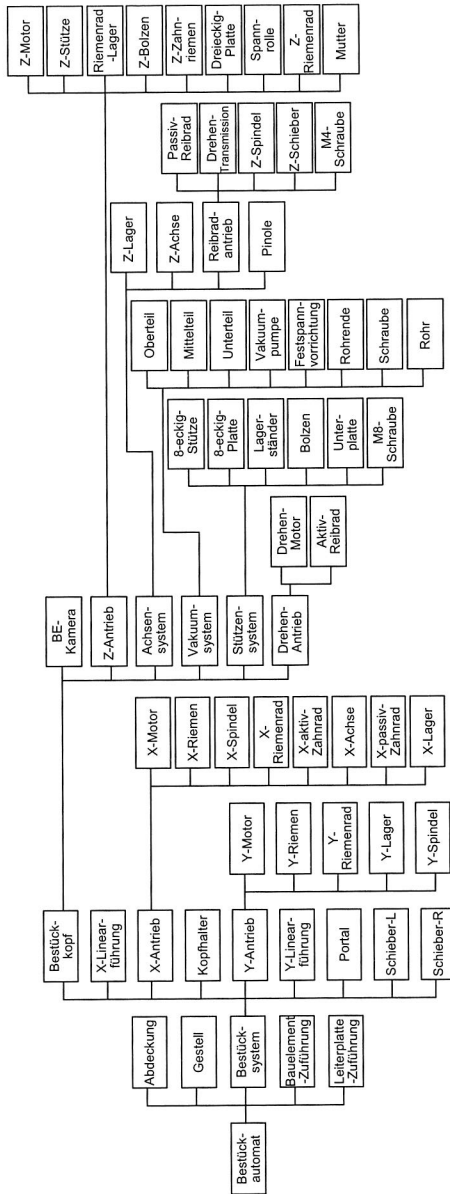 Bestück-
automat
Abdeckung
Gestell
Bestück-
system
Bauelement
-Zuführung
Leiterplatte
-Zuführung
Bestück-
kopf
X-Linear-
führung
X-Antrieb
Kopfhalter
Y-Antrieb
Y-Linear-
führung
Portal
Schieber-L
Schieber-R
Y-Motor
Y-Riemen
Y-
Riemenrad
Y-Lager
Y-Spindel
X-Motor
X-Riemen
X-Spindel
X-
Riemenrad
X-aktiv-
Zahnrad
X-Achse
X-passiv-
Zahnrad
X-Lager
BE-
Kamera
Z-Antrieb
Achsen-
system
Vakuum-
system
Stützen-
system
Drehen-
Antrieb
Drehen-
Motor
Aktiv-
Reibrad
8-eckig-
Stütze
8-eckig-
Platte
Lager-
ständer
Bolzen
Unter-
platte
M8-
Schraube
Oberteil
Mittelteil
Unterteil
Vakuum-
pumpe
Festspann-
vorrichtung
Rohrende
Schraube
Rohr
Z-Lager
Z-Achse
Reibrad-
antrieb
Pinole
Passiv-
Reibrad
Drehen-
Transmission
Z-Spindel
Z-Schieber
M4-
Schraube
Z-Motor
Z-Stütze
Riemenrad
-Lager
Z-Bolzen
Z-Zahn-
riemen
Dreieckig-
Platte
Spann-
rolle
Z-
Riemenrad
Mutter